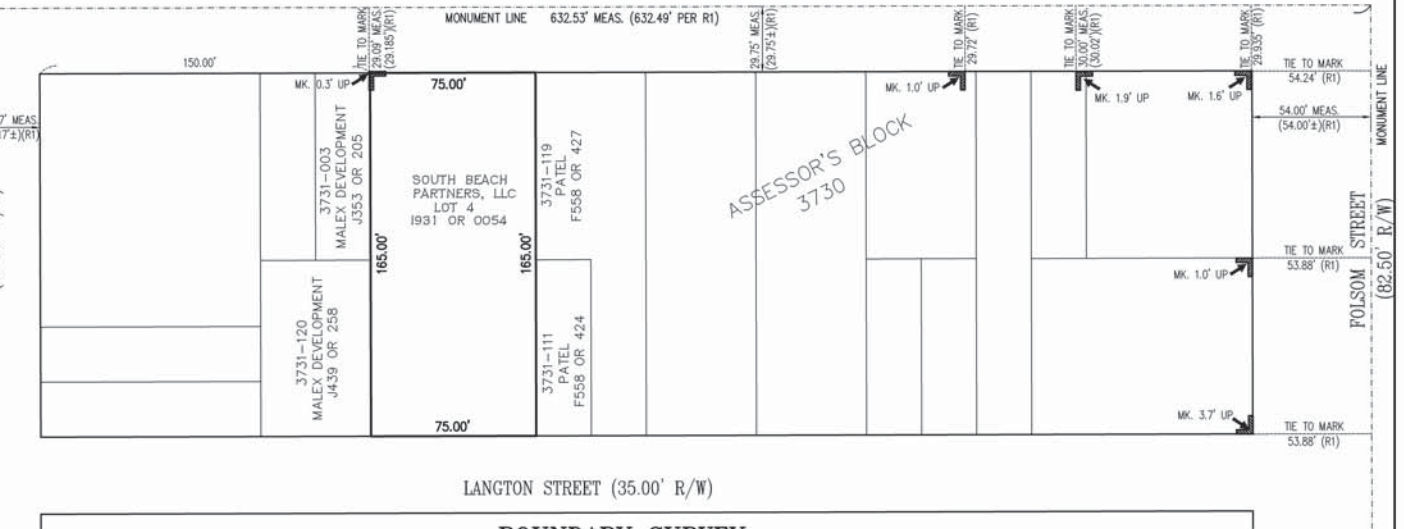 MONUMENT LINE 632.53' MEAS. (632.49' PER R1)
TIE TO MARK
29.09' MEAS.
(29.185')(R1)
29.75' MEAS.
(29.75'±)(R1)
TIE TO MARK
29.72' (R1)
TIE TO MARK
30.00' MEAS.
(30.02')(R1)
TIE TO MARK
29.935' (R1)
150.00'
MK. 0.3' UP
75.00'
MK. 1.0' UP
MK. 1.9' UP
MK. 1.6' UP
TIE TO MARK
54.24' (R1)
54.00' MEAS.
(54.00'±)(R1)
MONUMENT LINE
7' MEAS.
17'±)(R1)
3731-003
MALEX DEVELOPMENT
J353 OR 205
SOUTH BEACH
PARTNERS, LLC
LOT 4
I931 OR 0054
165.00'
165.00'
3731-119
PATEL
F558 OR 427
ASSESSOR'S BLOCK
3730
FOLSOM STREET
(82.50' R/W)
TIE TO MARK
53.88' (R1)
MK. 1.0' UP
3731-120
MALEX DEVELOPMENT
J439 OR 258
3731-111
PATEL
F558 OR 424
75.00'
MK. 3.7' UP
TIE TO MARK
53.88' (R1)
LANGTON STREET (35.00' R/W)
BOUNDARY SURVEY